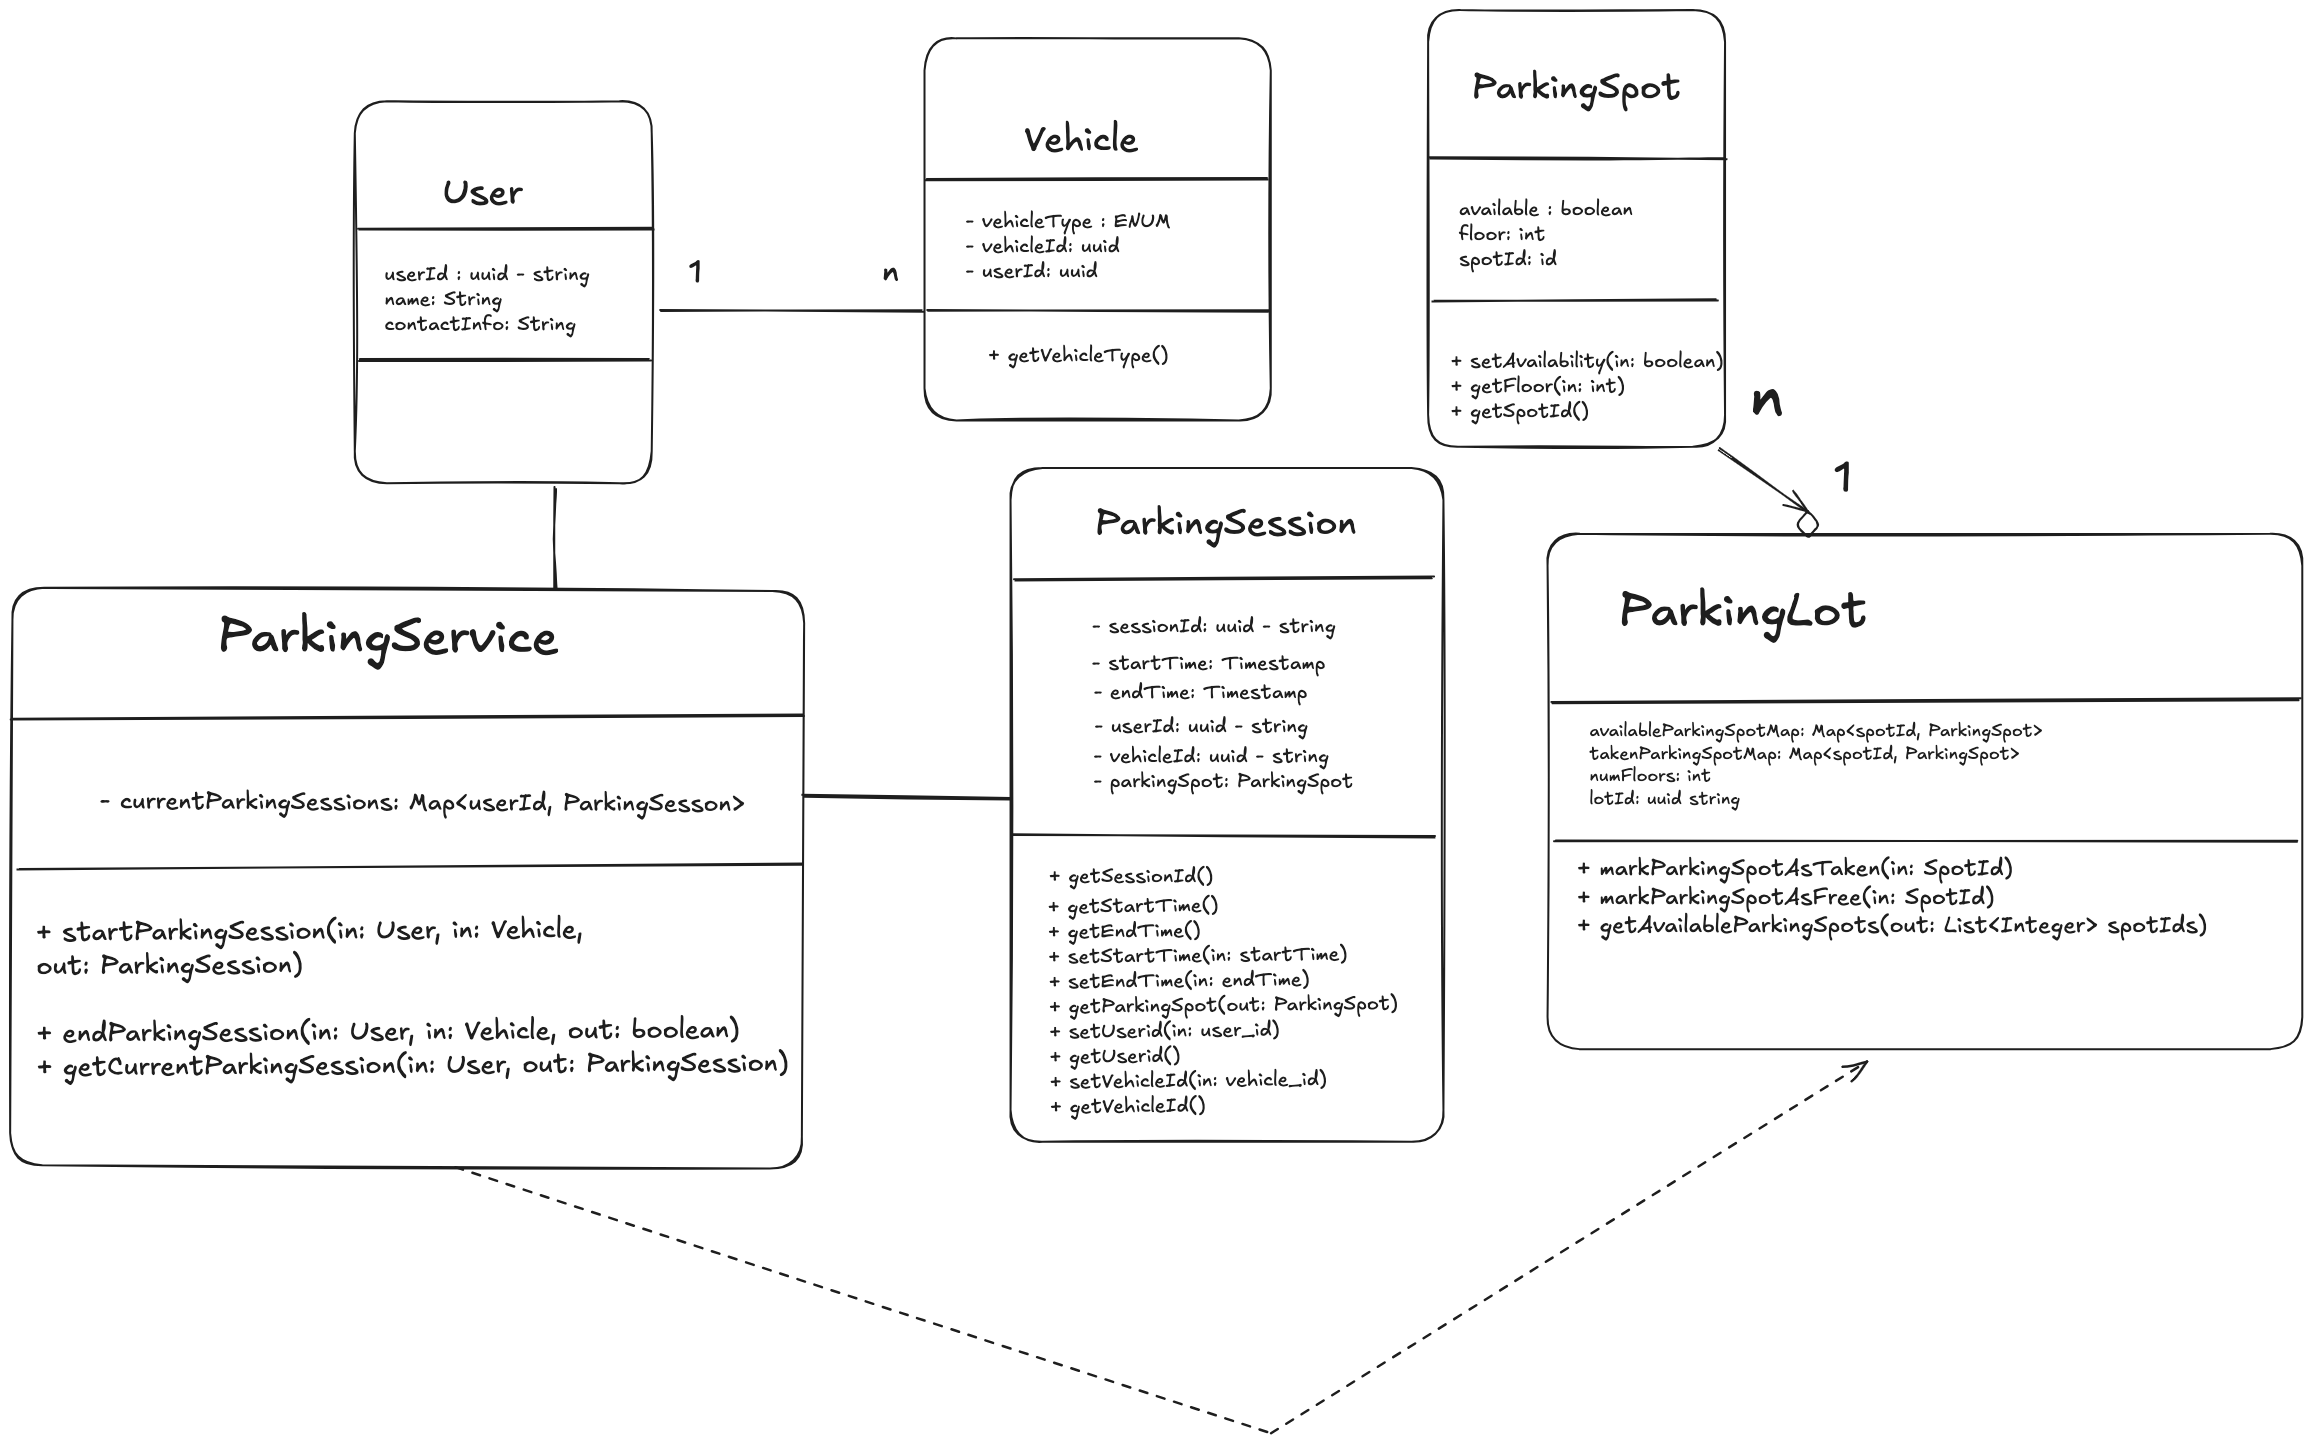 User
userId : uuid - string
name: String
contactInfo: String
1
n
Vehicle
- vehicleType : ENUM
- vehicleId: uuid
- userId: uuid
+ getVehicleType()
ParkingSpot
available : boolean
floor: int
spotId: id
+ setAvailability(in: boolean)
+ getFloor(in: int)
+ getSpotId()
n
1
ParkingService
- currentParkingSessions: Map<userId, ParkingSesson>
+ startParkingSession(in: User, in: Vehicle,
out: ParkingSession)
+ endParkingSession(in: User, in: Vehicle, out: boolean)
+ getCurrentParkingSession(in: User, out: ParkingSession)
ParkingSession
- sessionId: uuid - string
- startTime: Timestamp
- endTime: Timestamp
- userId: uuid - string
- vehicleId: uuid - string
- parkingSpot: ParkingSpot
+ getSessionId()
+ getStartTime()
+ getEndTime()
+ setStartTime(in: startTime)
+ setEndTime(in: endTime)
+ getParkingSpot(out: ParkingSpot)
+ setUserid(in: user_id)
+ getUserid()
+ setVehicleId(in: vehicle_id)
+ getVehicleId()
ParkingLot
availableParkingSpotMap: Map<spotId, ParkingSpot>
takenParkingSpotMap: Map<spotId, ParkingSpot>
numFloors: int
lotId: uuid string
+ markParkingSpotAsTaken(in: SpotId)
+ markParkingSpotAsFree(in: SpotId)
+ getAvailableParkingSpots(out: List<Integer> spotIds)